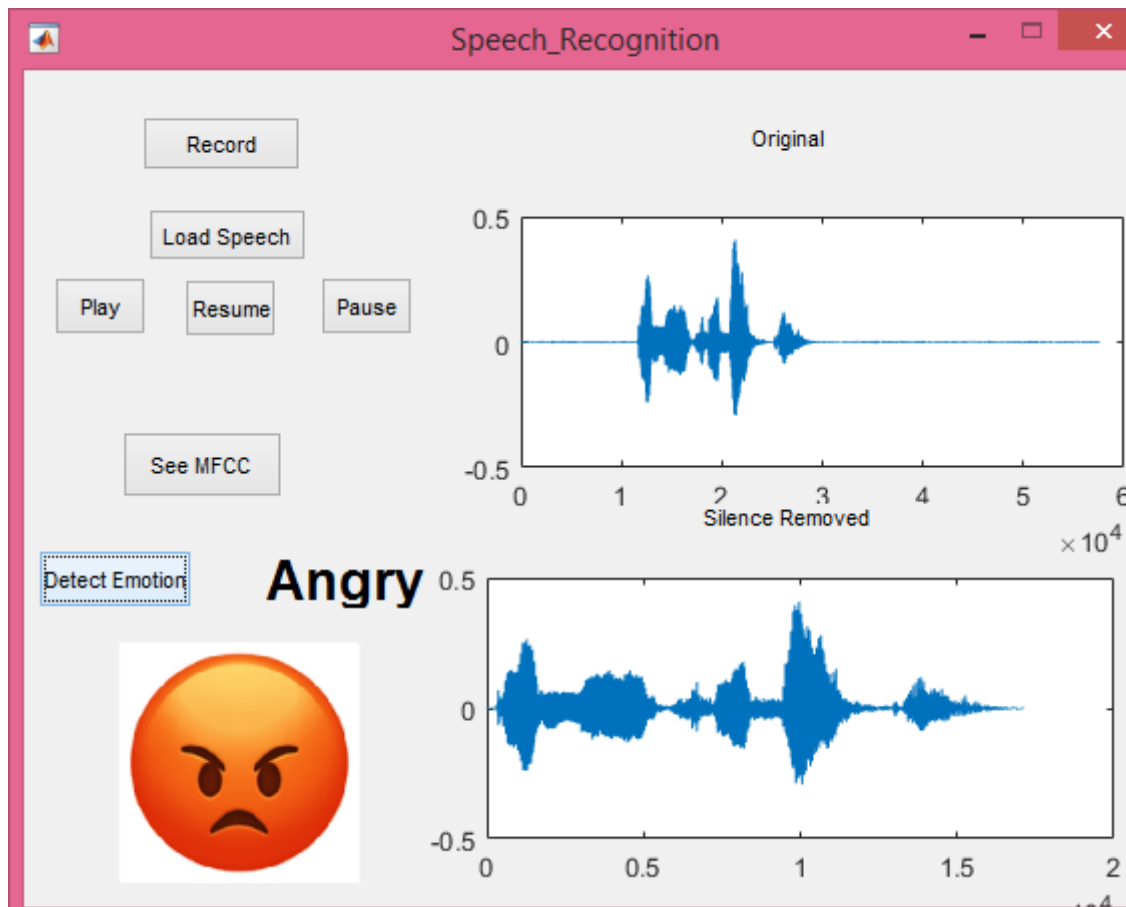 Speech_Recognition
Record
Load Speech
Play
Resume
Pause
See MFCC
Detect Emotion
Angry
Original
0.5
0
-0.5
0 1 2 3 4 5 6
×10^4
Silence Removed
0.5
0
-0.5
0 0.5 1 1.5 2